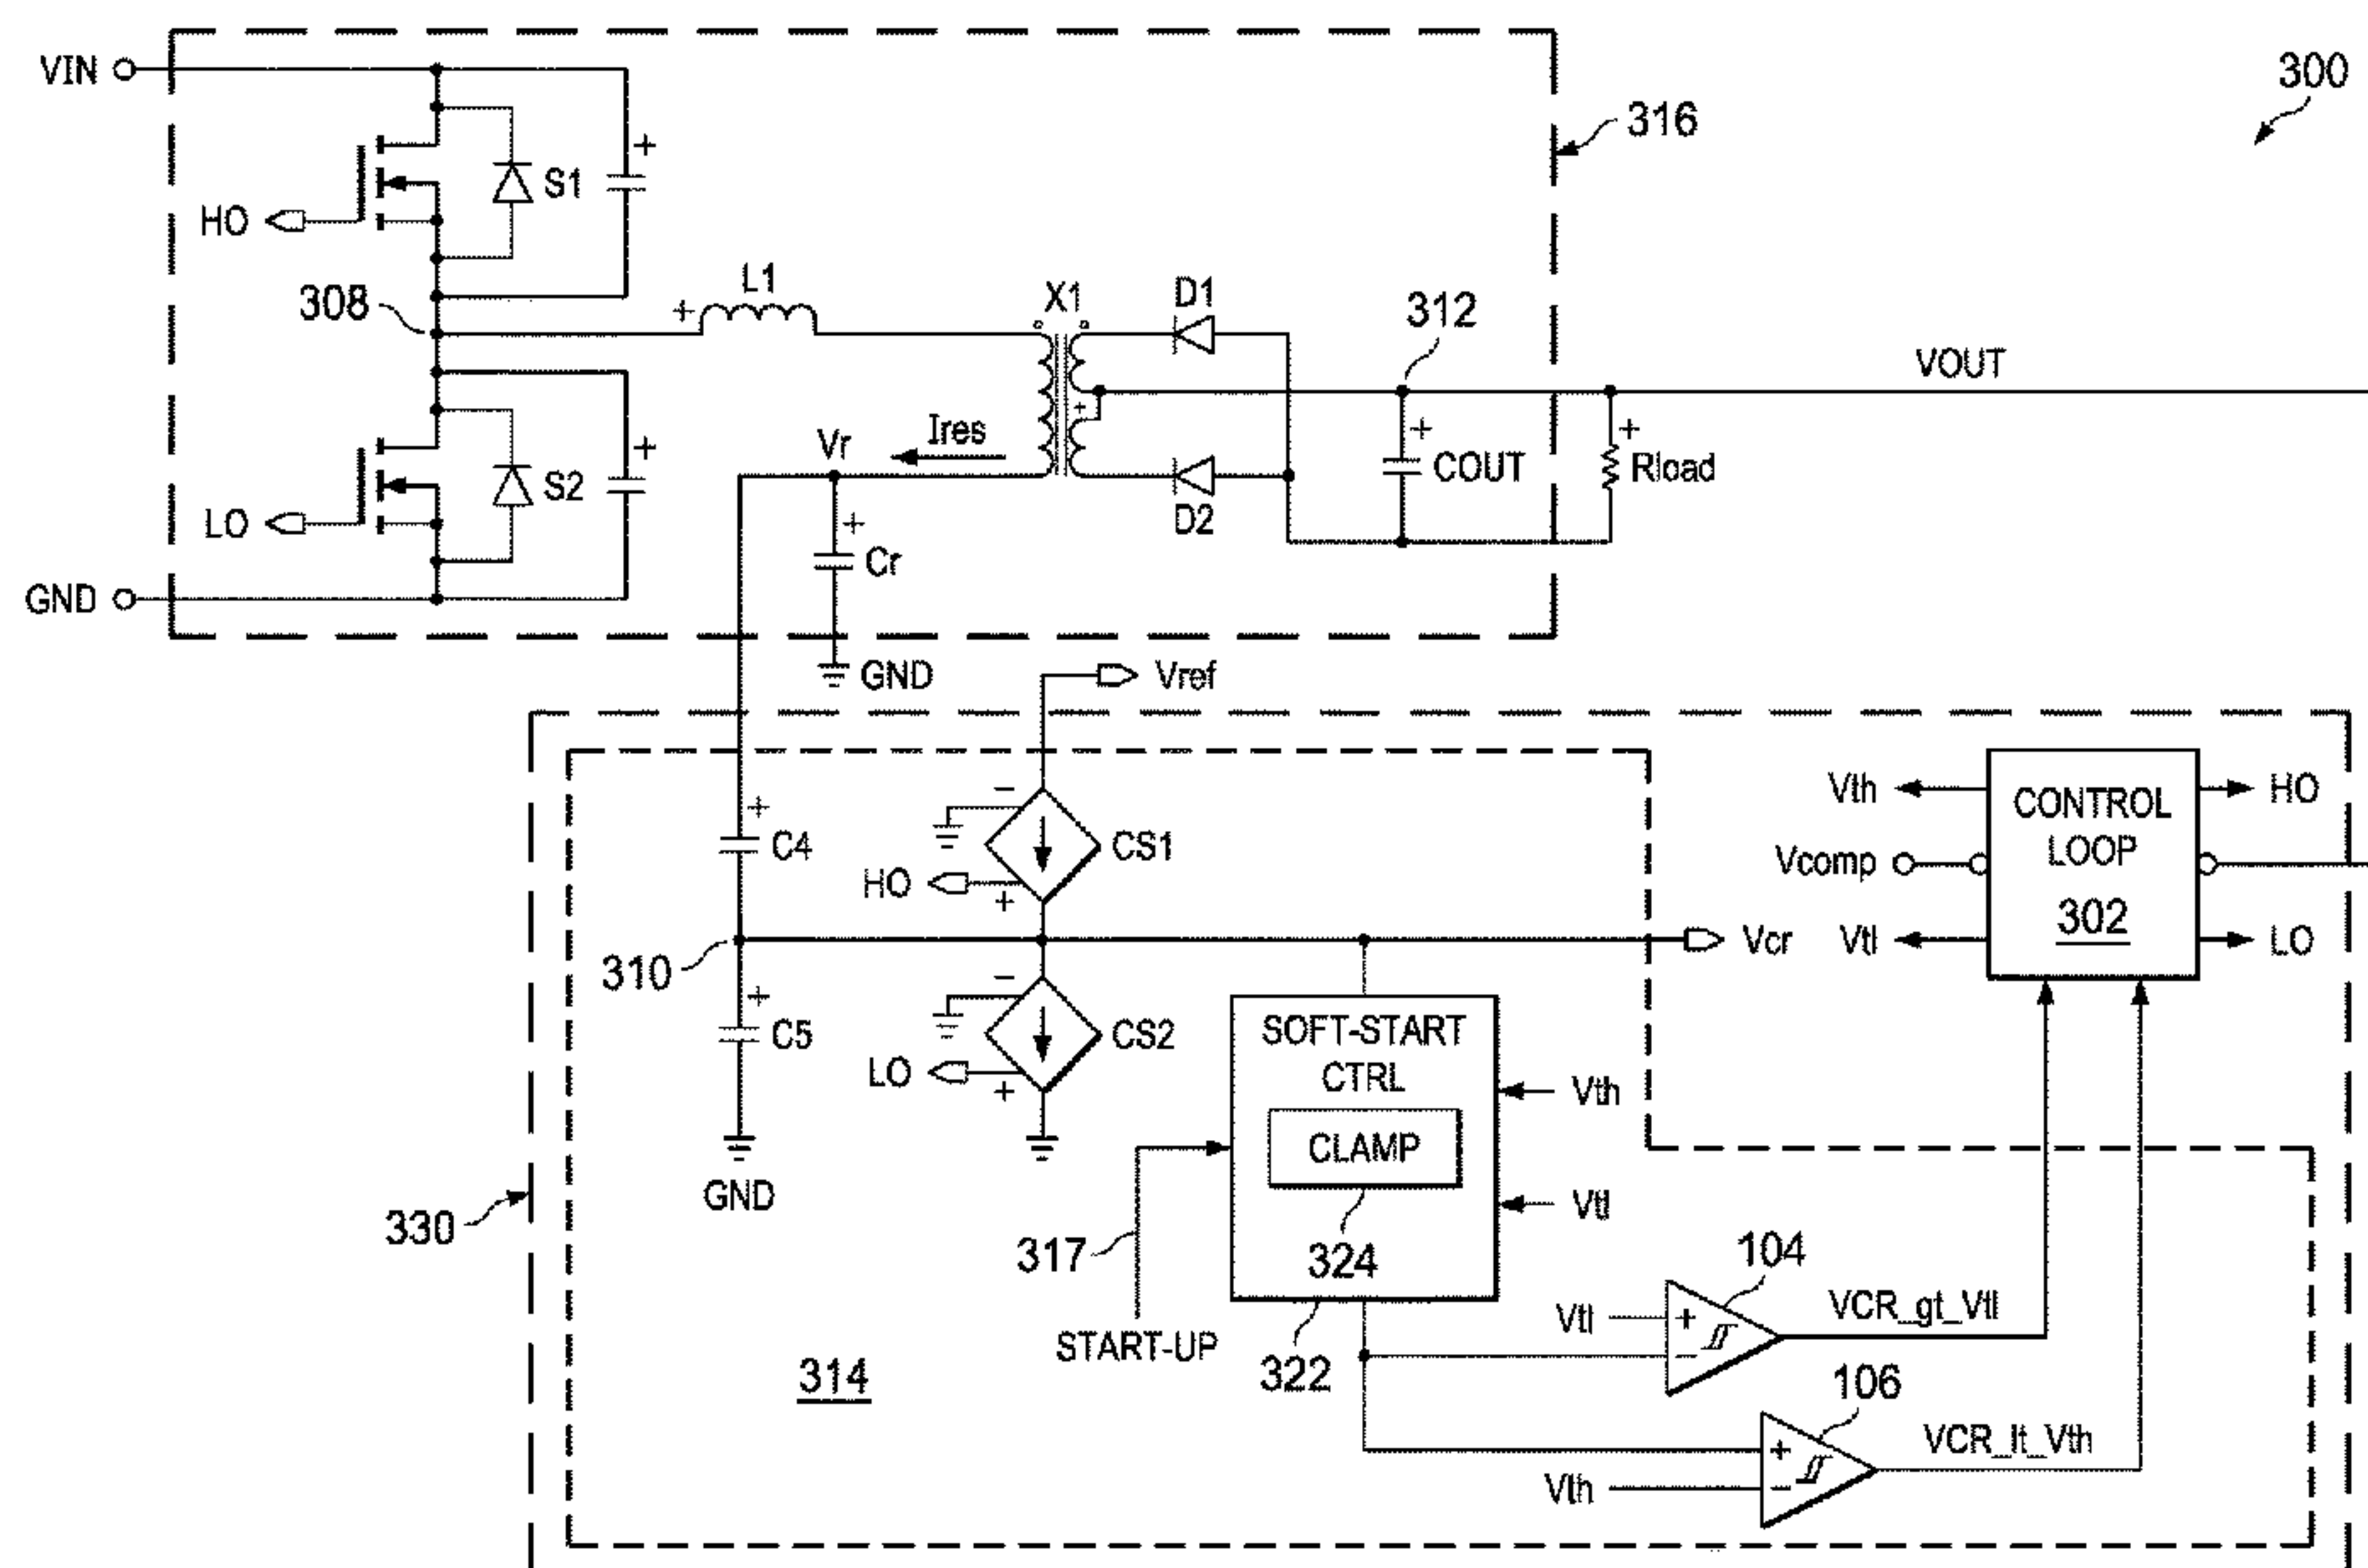 VIN
300
316
S1
HO
308
L1
X1
D1
312
VOUT
Vr
Ires
S2
LO
COUT
Rload
D2
Cr
GND
GND
Vref
Vth
CONTROL
LOOP
302
HO
Vcomp
Vtl
LO
C4
CS1
HO
310
Vcr
C5
CS2
LO
GND
SOFT-START
CTRL
CLAMP
324
Vth
Vtl
330
317
START-UP
322
314
104
Vtl
VCR_gt_Vtl
106
VCR_lt_Vth
Vth